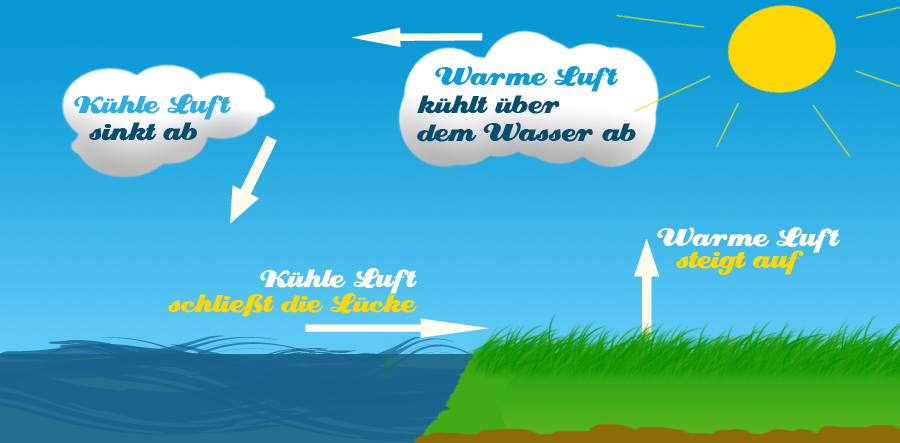 Kühle Luft
sinkt ab
Warme Luft
kühlt über
dem Wasser ab
Warme Luft
steigt auf
Kühle Luft
schließt die Lücke